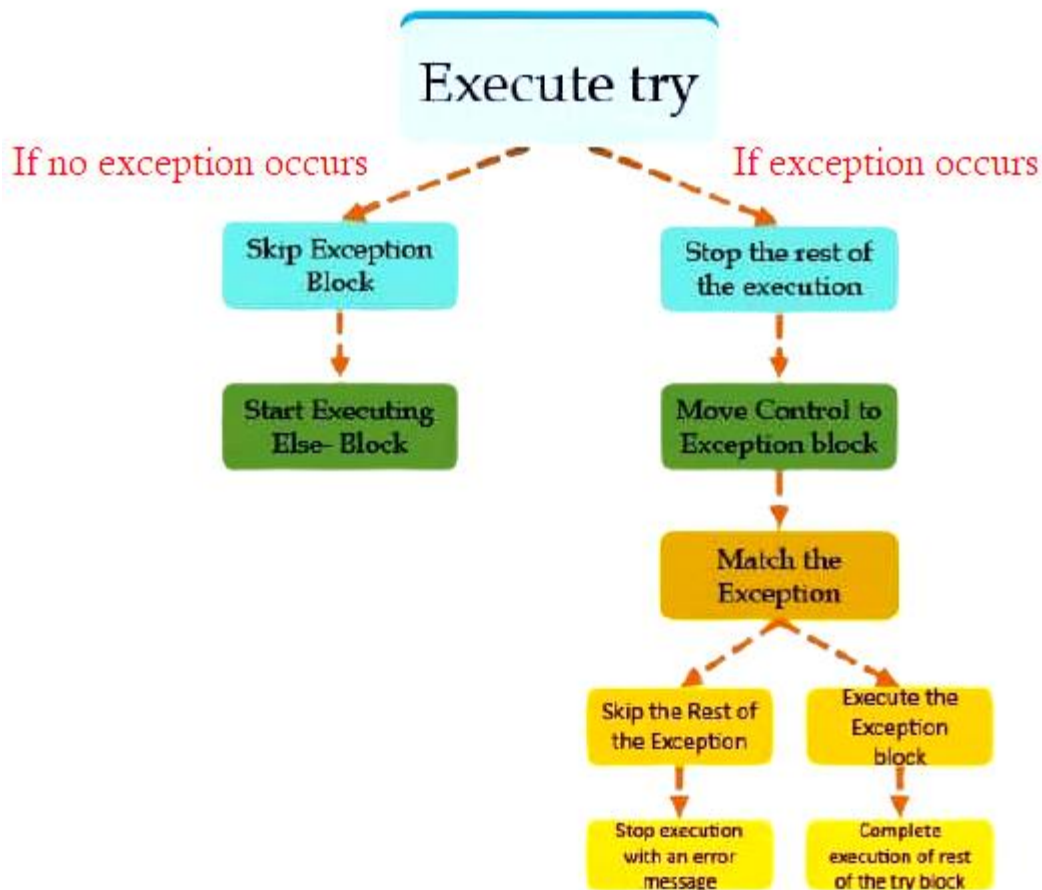 Execute try
If no exception occurs
If exception occurs
Skip Exception
Block
Stop the rest of
the execution
Start Executing
Else- Block
Move Control to
Exception block
Match the
Exception
Skip the Rest of
the Exception
Execute the
Exception
block
Stop execution
with an error
message
Complete
execution of rest
of the try block